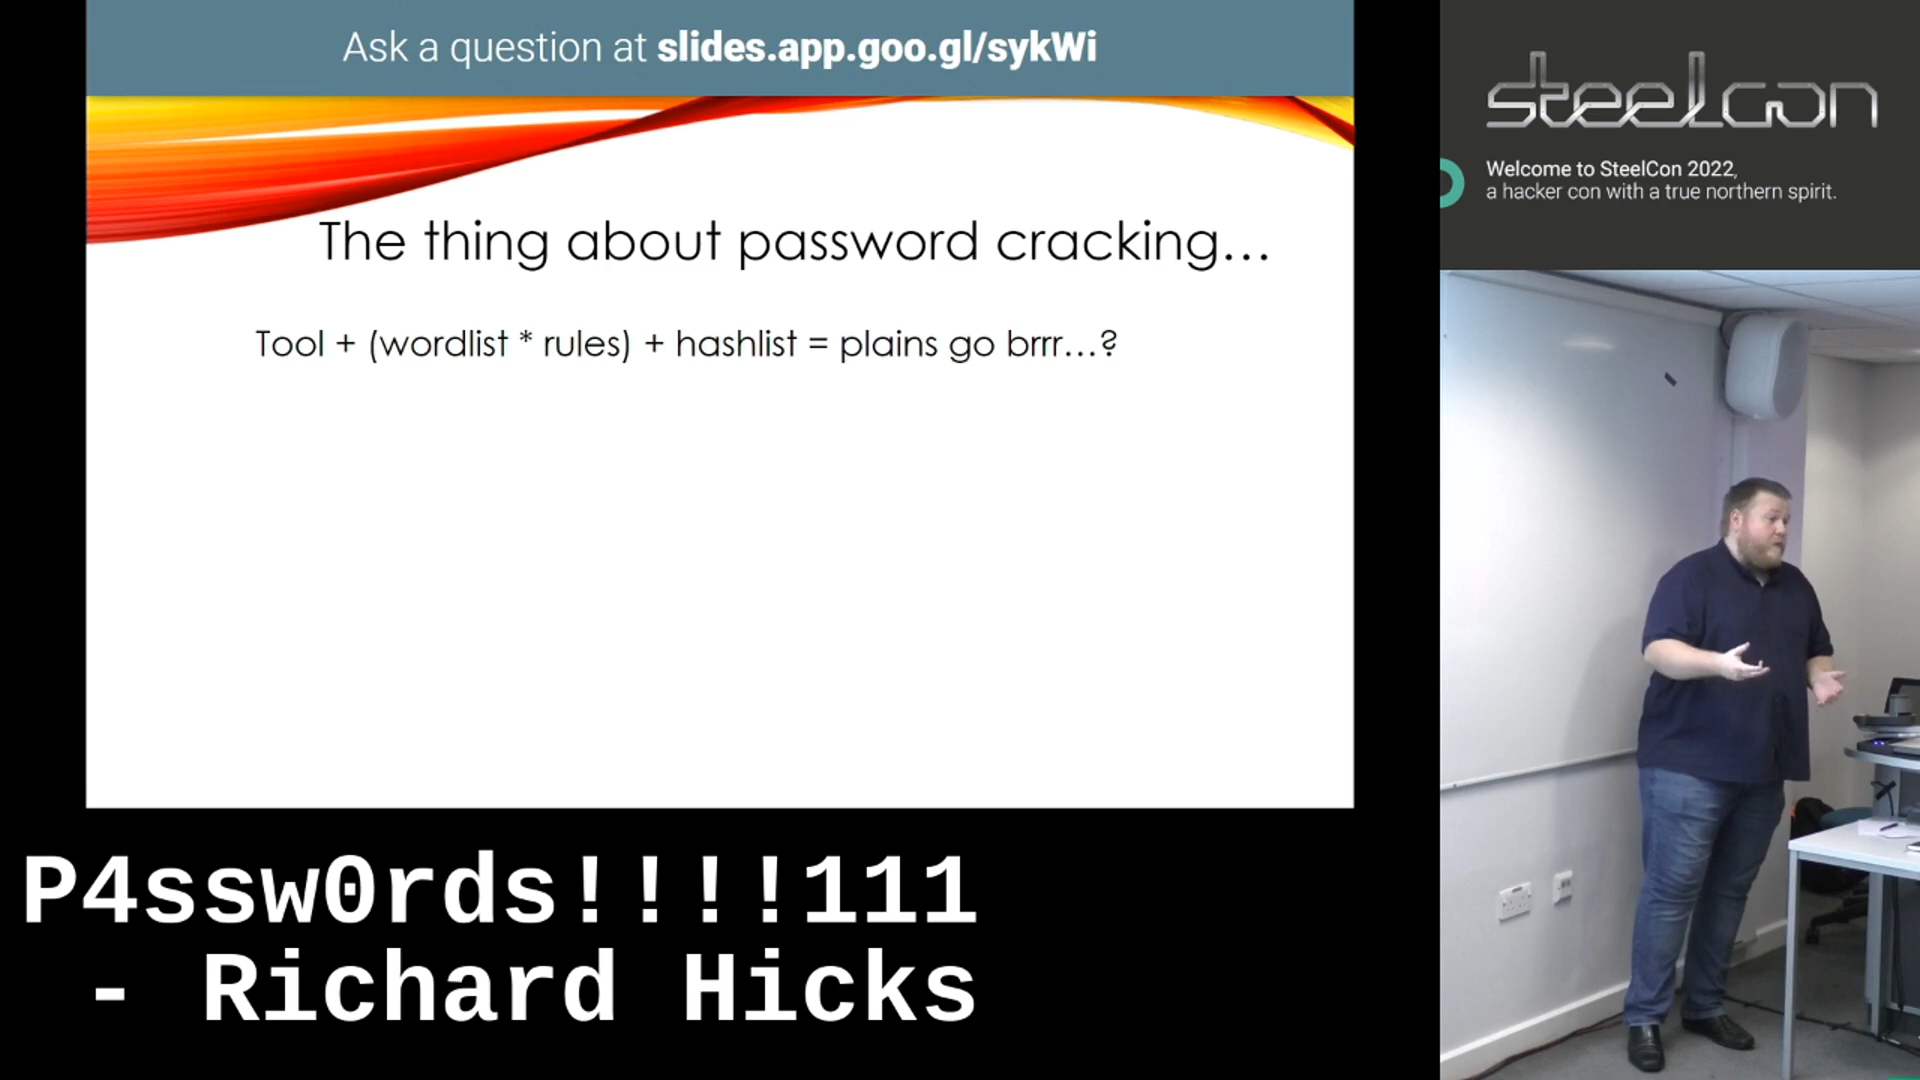 Ask a question at slides.app.goo.gl/sykWi
The thing about password cracking...
Tool + (wordlist * rules) + hashlist = plains go brrr...?
P4ssw0rds!!!!111
- Richard Hicks
steelcon
Welcome to SteelCon 2022,
a hacker con with a true northern spirit.